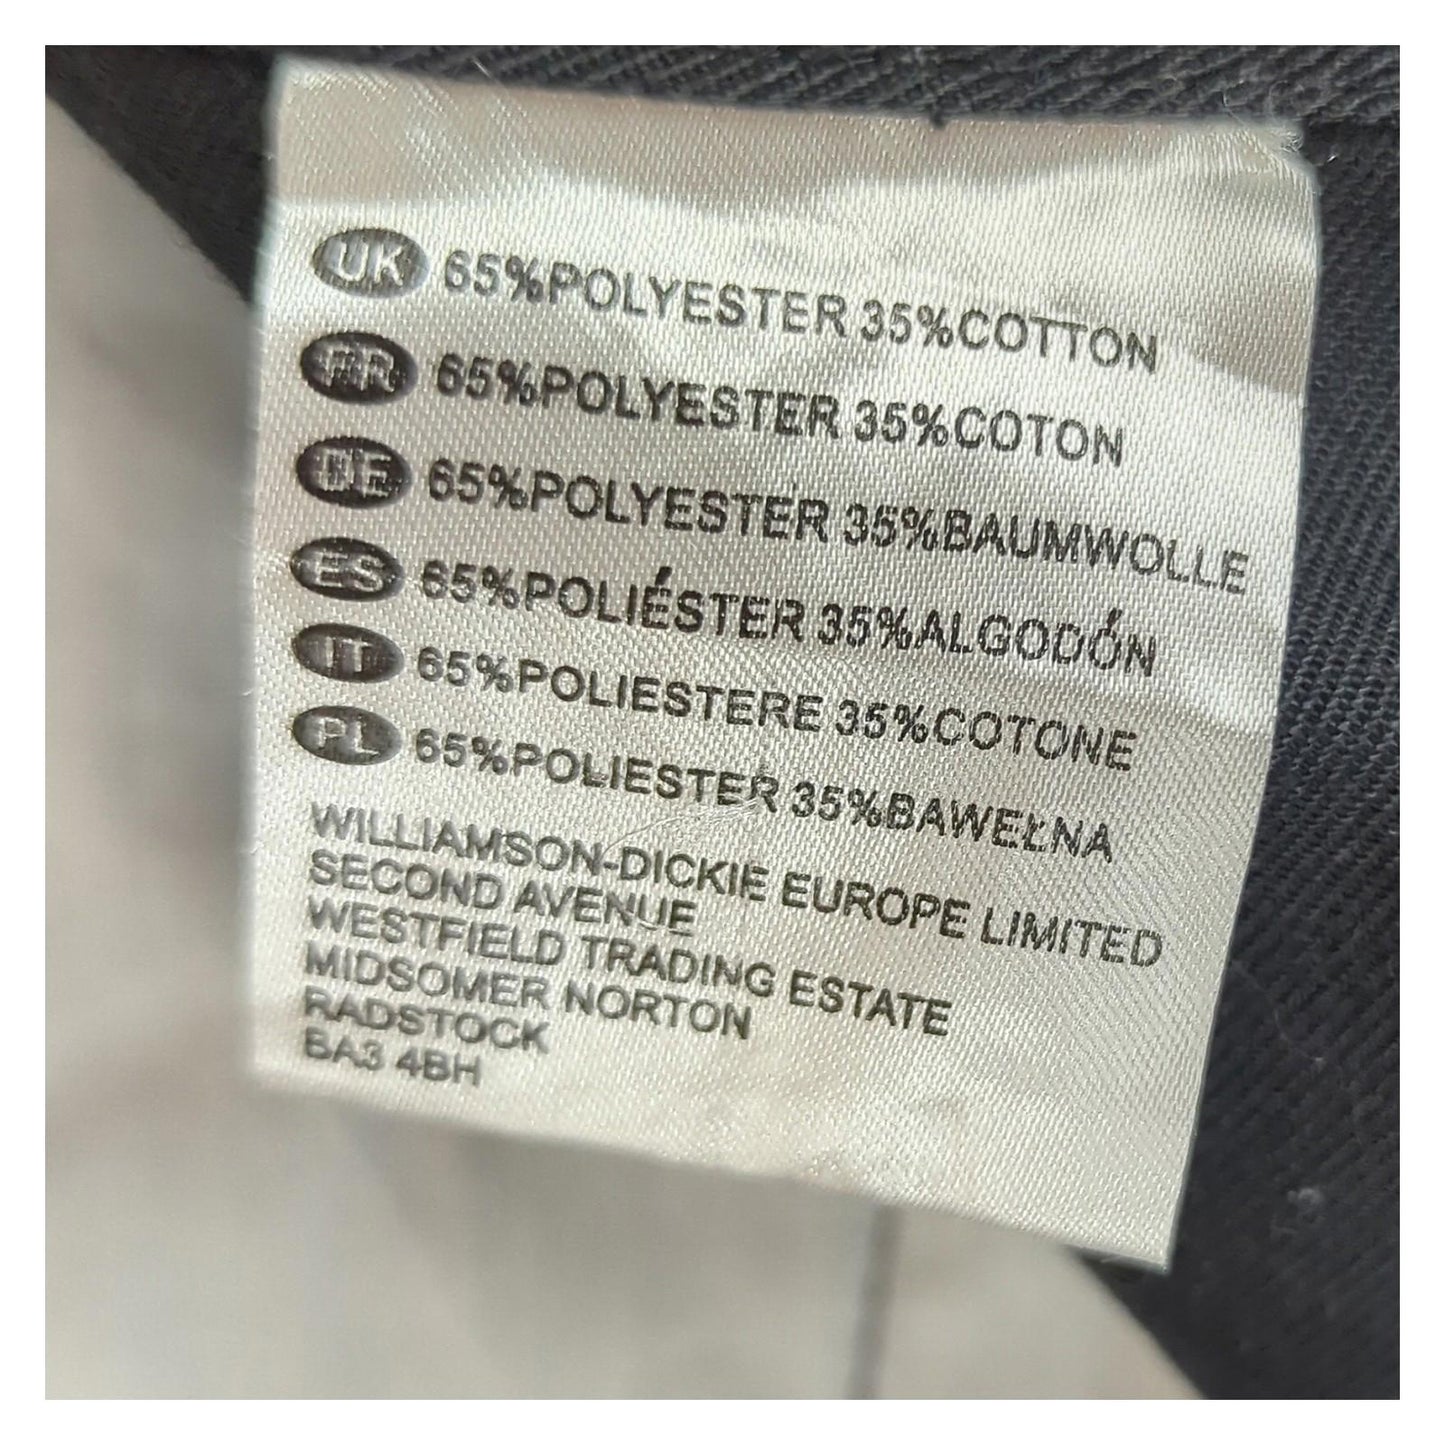 UK 65%POLYESTER 35%COTTON
FR 65%POLYESTER 35%COTON
DE 65%POLYESTER 35%BAUMWOLLE
ES 65%POLIÉSTER 35%ALGODÓN
IT 65%POLIESTERE 35%COTONE
PL 65%POLIESTER 35%BAWEŁNA
WILLIAMSON-DICKIE EUROPE LIMITED
SECOND AVENUE
WESTFIELD TRADING ESTATE
MIDSOMER NORTON
RADSTOCK
BA3 4BH